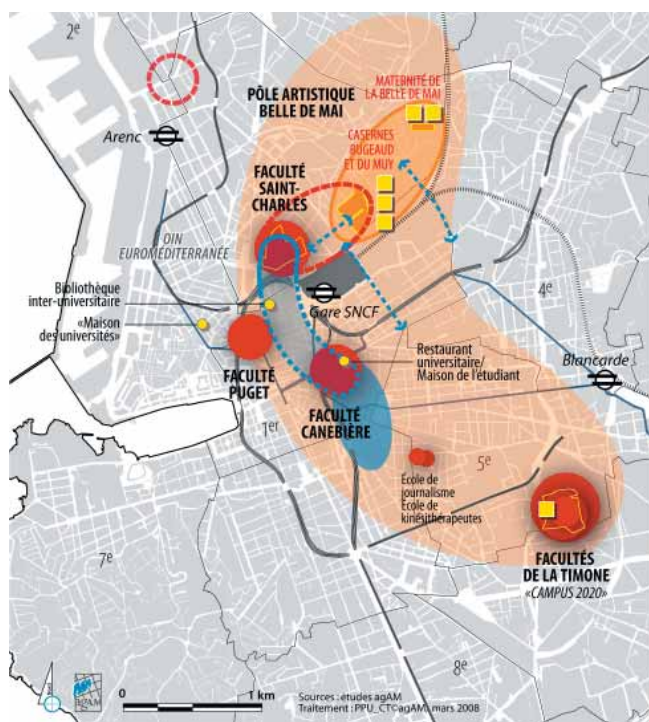 2e
MATERNITÉ DE
LA BELLE DE MAI
PÔLE ARTISTIQUE
BELLE DE MAI
Arenc
CASERNES
BUGEAUD
ET DU MUY
FACULTÉ
SAINT-
CHARLES
OIN
EUROMÉDITERRANÉE
Bibliothèque
inter-universitaire
Gare SNCF
4e
«Maison
des universités»
Restaurant
universitaire/
Maison de l'étudiant
Blancarde
FACULTÉ
PUGET
FACULTÉ
CANEBIÈRE
1er
5e
École de
journalisme
École de
kinésithérapeutes
7e
FACULTÉS
DE LA TIMONE
«CAMPUS 2020»
8e
0
1 km
Sources : etudes agAM
Traitement : PPU_CT©agAM, mars 2008